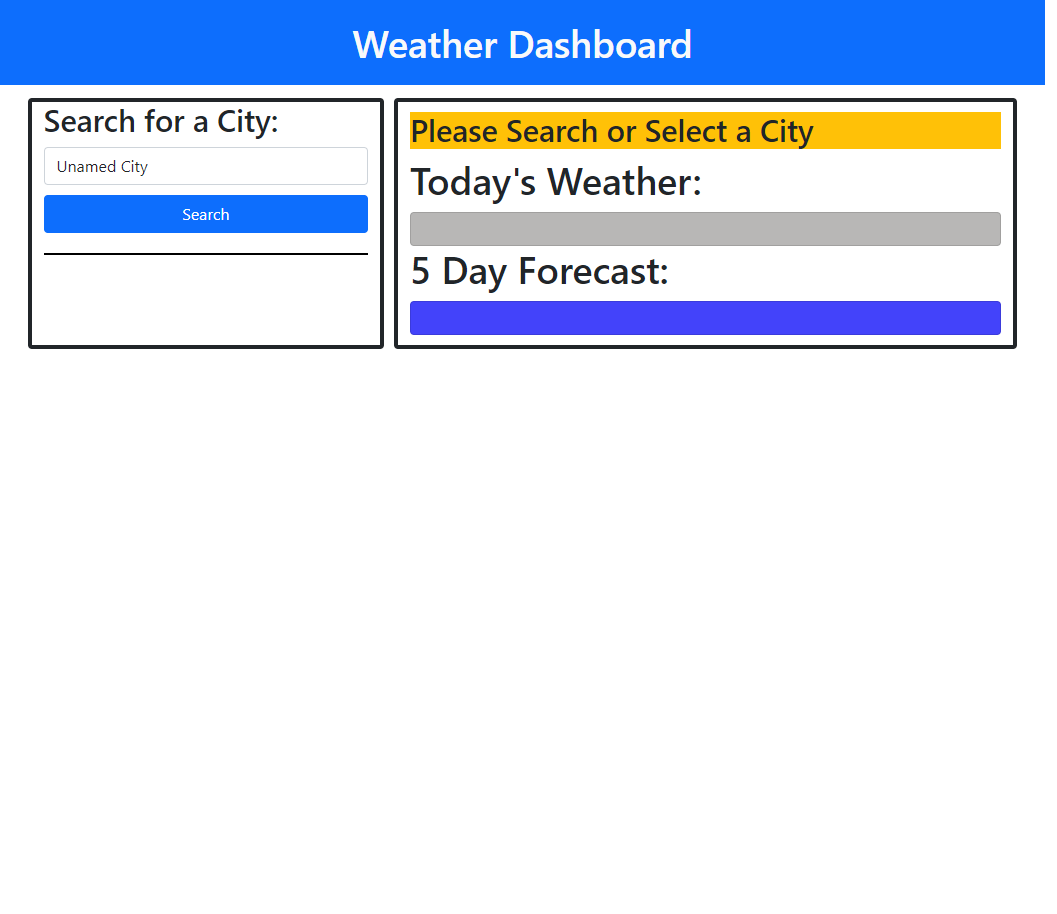 Weather Dashboard
Search for a City:
Unamed City
Search
Please Search or Select a City
Today's Weather:
5 Day Forecast: